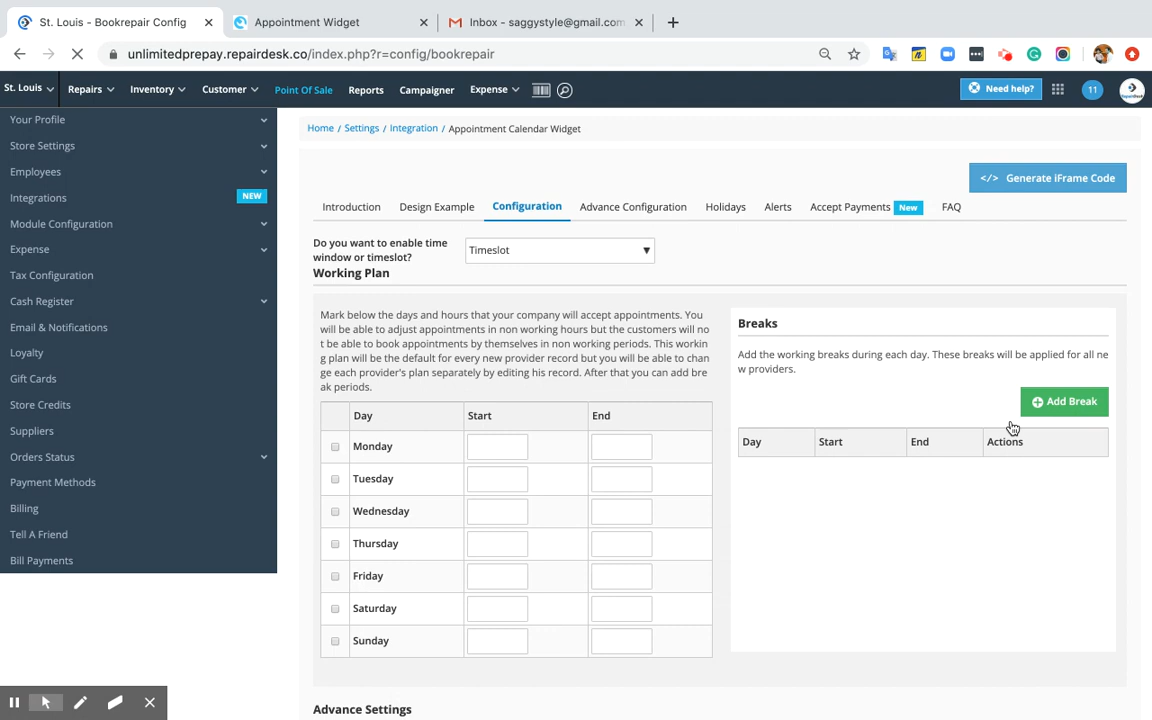 St. Louis - Bookrepair Config
Appointment Widget
Inbox - saggystyle@gmail.com
unlimitedprepay.repairdesk.co/index.php?r=config/bookrepair
St. Louis
Repairs
Inventory
Customer
Point Of Sale
Reports
Campaigner
Expense
Need help?
11
Your Profile
Store Settings
Employees
Integrations
NEW
Module Configuration
Expense
Tax Configuration
Cash Register
Email & Notifications
Loyalty
Gift Cards
Store Credits
Suppliers
Orders Status
Payment Methods
Billing
Tell A Friend
Bill Payments
Home / Settings / Integration / Appointment Calendar Widget
</> Generate iFrame Code
Introduction
Design Example
Configuration
Advance Configuration
Holidays
Alerts
Accept Payments New
FAQ
Do you want to enable time
window or timeslot?
Timeslot
Working Plan
Mark below the days and hours that your company will accept appointments. You
will be able to adjust appointments in non working hours but the customers will no
t be able to book appointments by themselves in non working periods. This workin
g plan will be the default for every new provider record but you will be able to chan
ge each provider's plan separately by editing his record. After that you can add bre
ak periods.
Day Start End
Monday
Tuesday
Wednesday
Thursday
Friday
Saturday
Sunday
Breaks
Add the working breaks during each day. These breaks will be applied for all ne
w providers.
Add Break
Day Start End Actions
Advance Settings